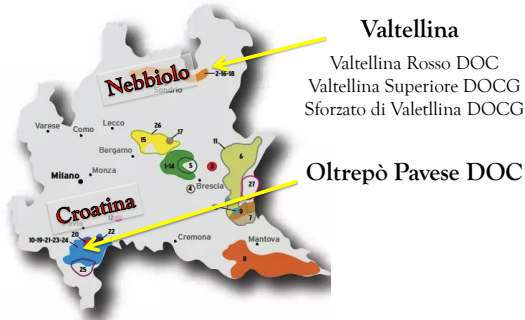 Valtellina
Valtellina Rosso DOC
Valtellina Superiore DOCG
Sforzato di Valetllina DOCG
Nebbiolo
2-16-18
Sondrio
Varese
Como
Lecco
26
17
15
Bergamo
11
6
Monza
1-14
5
3
Milano
4
Brescia
27
Oltrepò Pavese DOC
Croatina
9
7
10-19-21-23-24
20
22
Cremona
Mantova
25
8